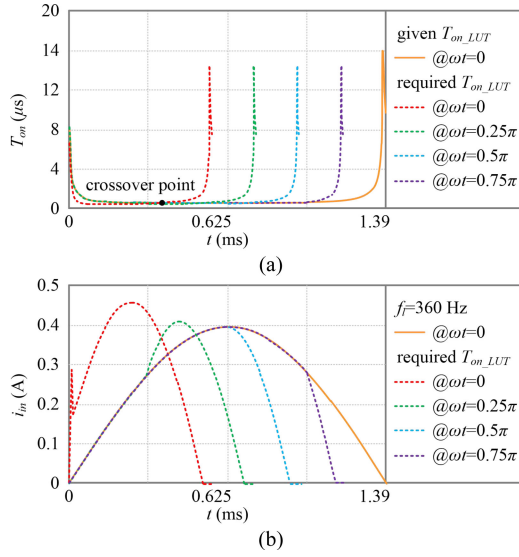 20
18
12
8
4
0
T_on (μs)
crossover point
0
0.625
1.39
t (ms)
given T_on_LUT
@ωt=0
required T_on_LUT
@ωt=0
@ωt=0.25π
@ωt=0.5π
@ωt=0.75π
(a)
0.5
0.4
0.3
0.2
0.1
0
i_in (A)
0
0.625
1.39
t (ms)
f_l=360 Hz
@ωt=0
required T_on_LUT
@ωt=0
@ωt=0.25π
@ωt=0.5π
@ωt=0.75π
(b)